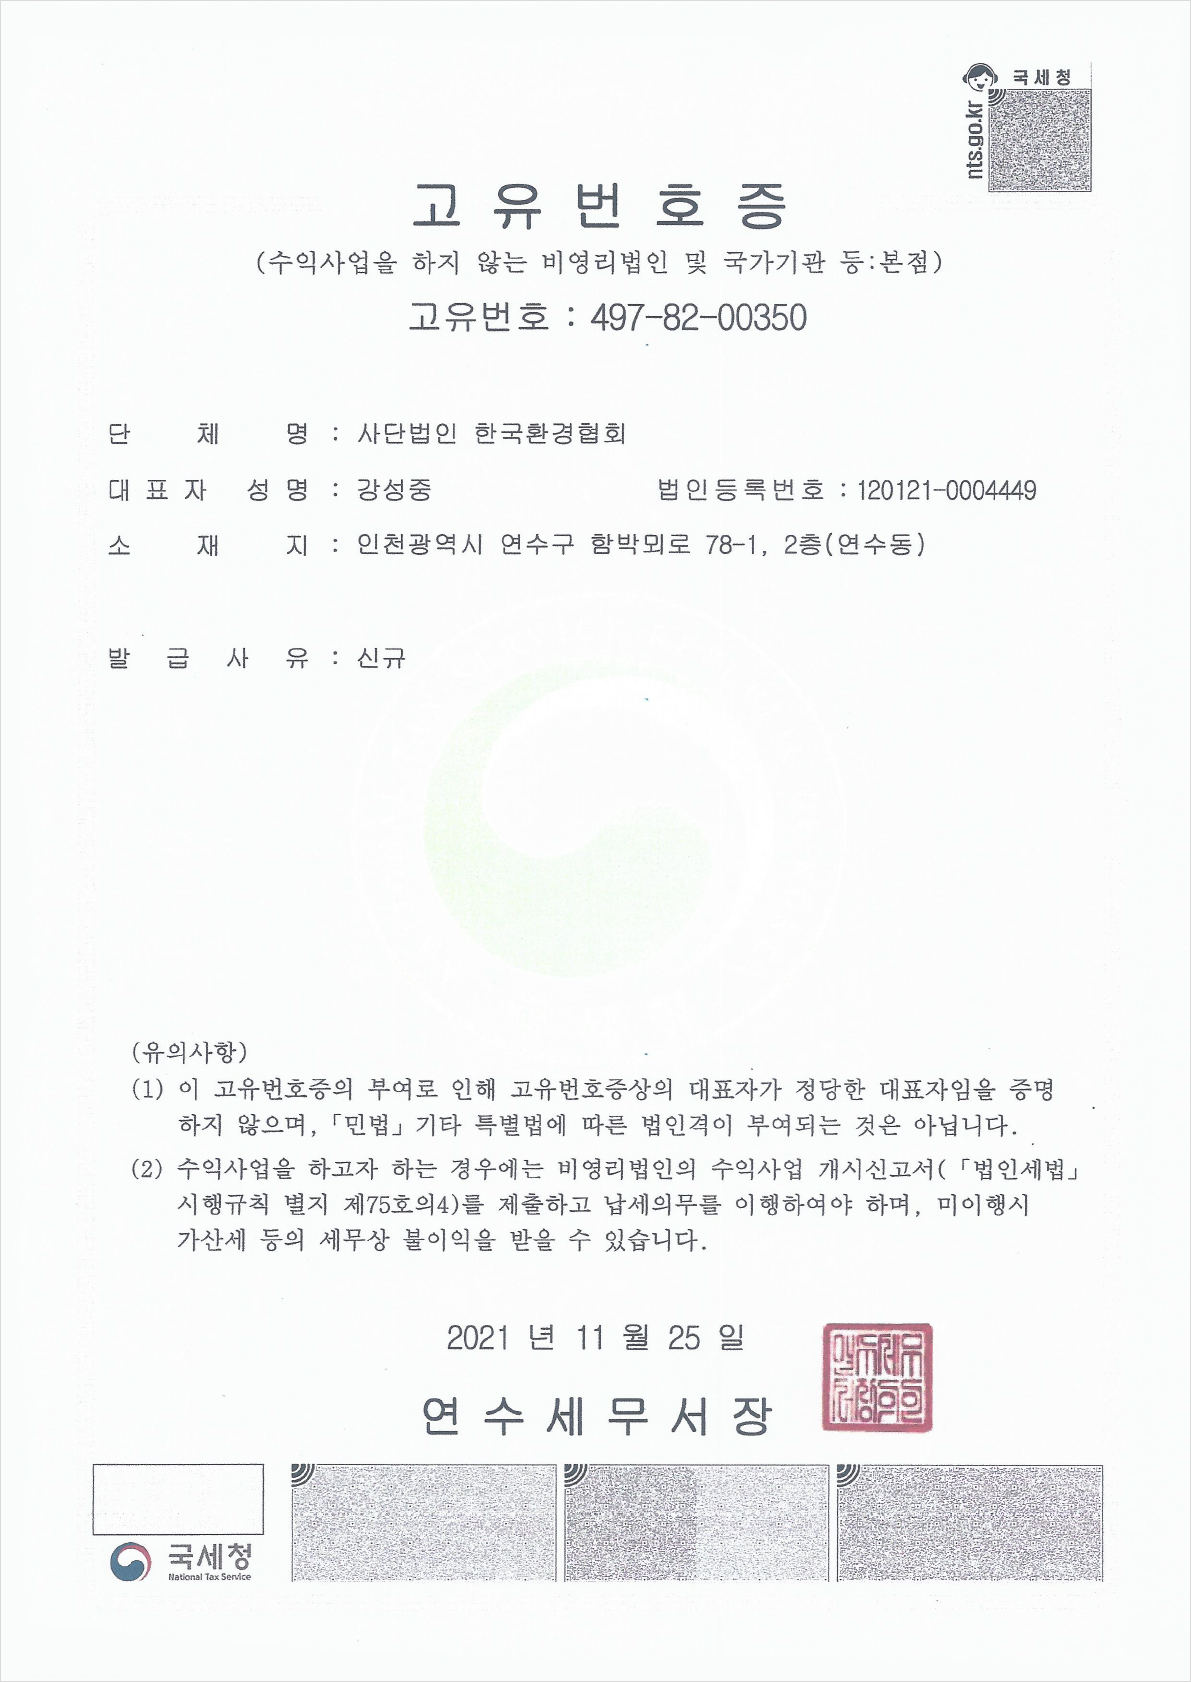 국세청
nts.go.kr
고유번호증
(수익사업을 하지 않는 비영리법인 및 국가기관 등:본점)
고유번호 : 497-82-00350
단 체 명 : 사단법인 한국환경협회
대표자 성명 : 강성중 법인등록번호 : 120121-0004449
소 재 지 : 인천광역시 연수구 함박뫼로 78-1, 2층(연수동)
발 급 사 유 : 신규
(유의사항)
(1) 이 고유번호증의 부여로 인해 고유번호증상의 대표자가 정당한 대표자임을 증명
하지 않으며, 「민법」 기타 특별법에 따른 법인격이 부여되는 것은 아닙니다.
(2) 수익사업을 하고자 하는 경우에는 비영리법인의 수익사업 개시신고서( 「법인세법」
시행규칙 별지 제75호의4)를 제출하고 납세의무를 이행하여야 하며, 미이행시
가산세 등의 세무상 불이익을 받을 수 있습니다.
2021 년 11 월 25 일
연수세무서장
국세청
National Tax Service